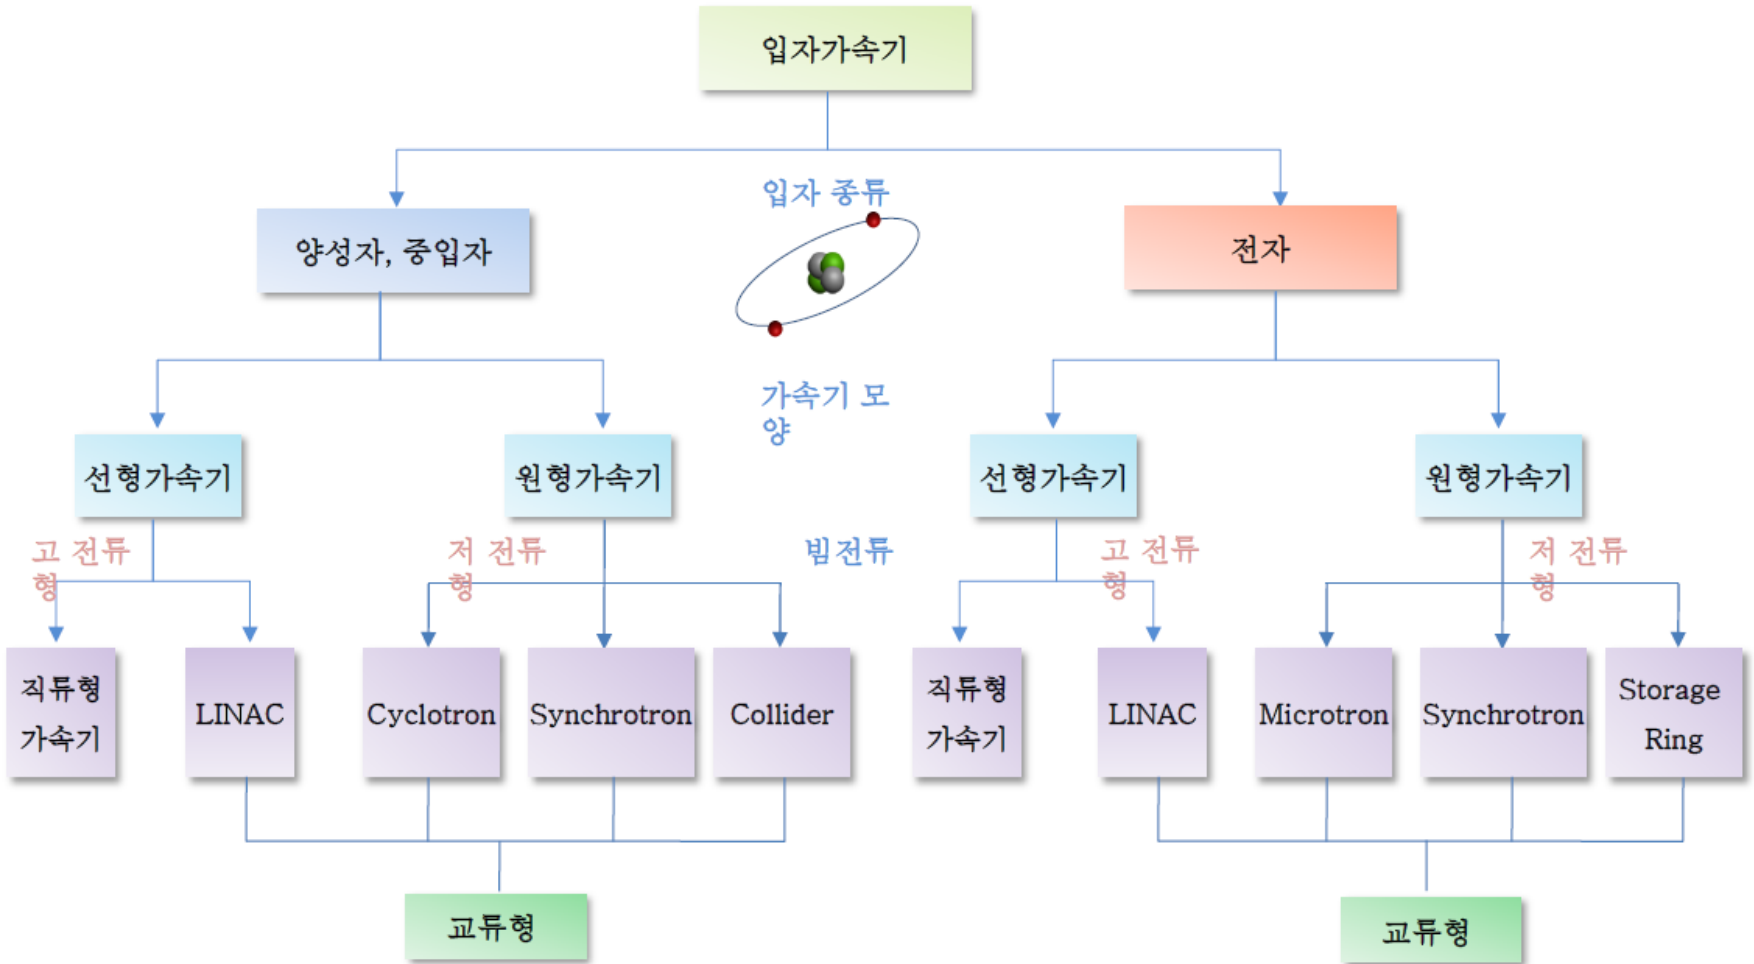 입자가속기
입자 종류
양성자, 중입자
전자
가속기 모
양
선형가속기
원형가속기
선형가속기
원형가속기
고 전류
형
저 전류
형
빔전류
고 전류
형
저 전류
형
직류형
가속기
LINAC
Cyclotron
Synchrotron
Collider
직류형
가속기
LINAC
Microtron
Synchrotron
Storage
Ring
교류형
교류형